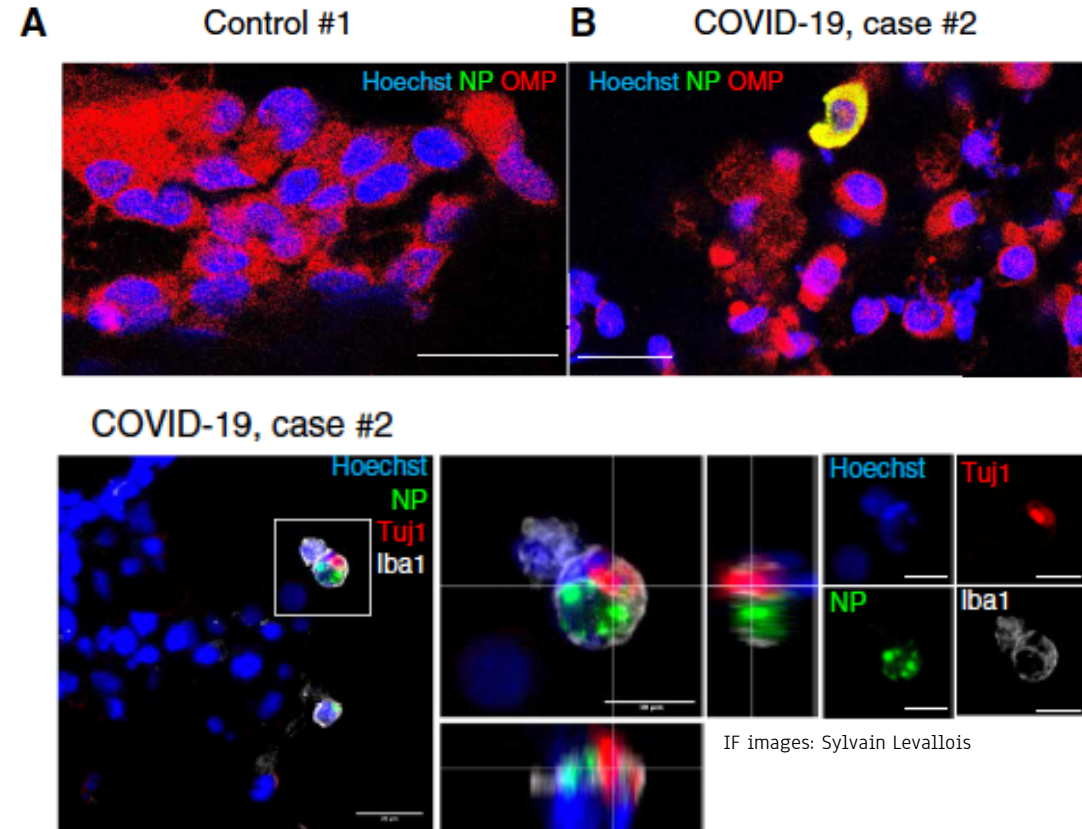 A Control #1 B COVID-19, case #2
Hoechst NP OMP Hoechst NP OMP
COVID-19, case #2
Hoechst
NP
Tuj1
Iba1
Hoechst Tuj1
NP Iba1
IF images: Sylvain Levallois